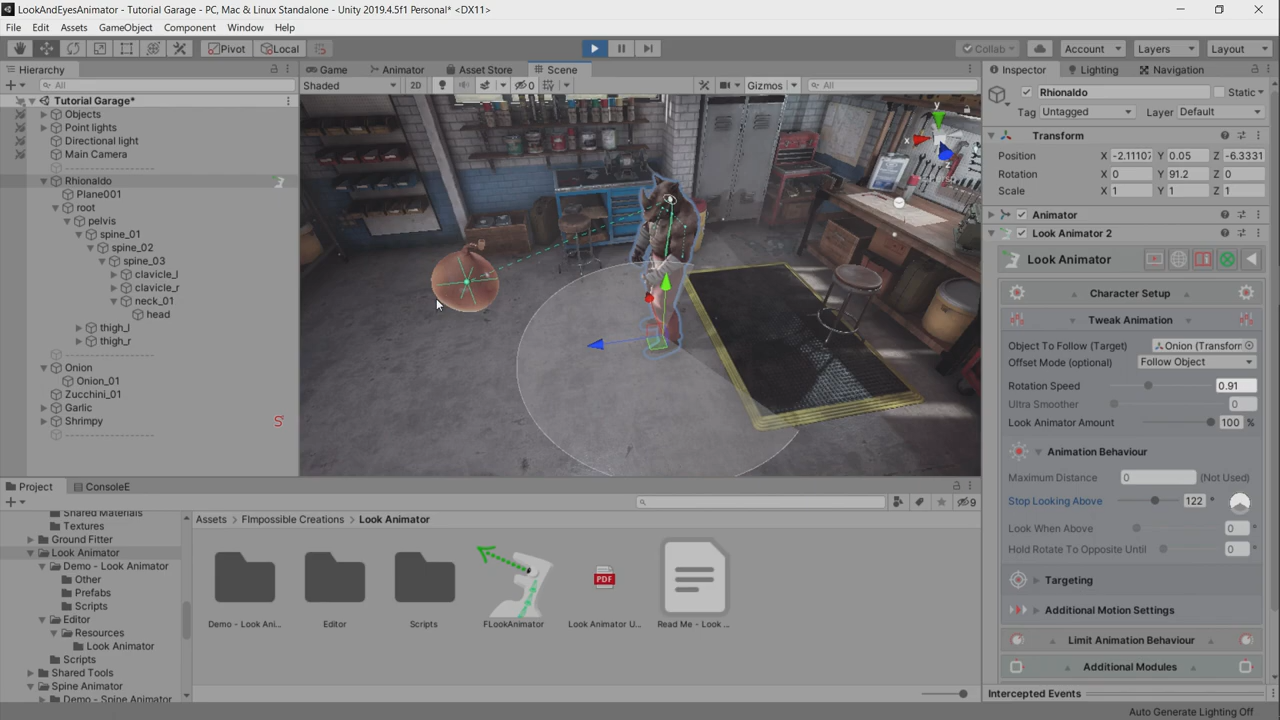 LookAndEyesAnimator - Tutorial Garage - PC, Mac & Linux Standalone - Unity 2019.4.5f1 Personal* <DX11>
File Edit Assets GameObject Component Window Help
Pivot Local Collab Account Layers Layout
Hierarchy
All
Tutorial Garage*
Objects
Point lights
Directional light
Main Camera
Rhionaldo
Plane001
root
pelvis
spine_01
spine_02
spine_03
clavicle_l
clavicle_r
neck_01
head
thigh_l
thigh_r
Onion
Onion_01
Zucchini_01
Garlic
Shrimpy
Game Animator Asset Store Scene
Shaded 2D 0 Gizmos All
y
x
z
Inspector Lighting Navigation
Rhionaldo Static
Tag Untagged Layer Default
Transform
Position X -2.11107 Y 0.05 Z -6.3331
Rotation X 0 Y 91.2 Z 0
Scale X 1 Y 1 Z 1
Animator
Look Animator 2
Look Animator
Character Setup
Tweak Animation
Object To Follow (Target) Onion (Transform
Offset Mode (optional) Follow Object
Rotation Speed 0.91
Ultra Smoother 0
Look Animator Amount 100 %
Animation Behaviour
Maximum Distance 0 (Not Used)
Stop Looking Above 122 °
Look When Above 0 °
Hold Rotate To Opposite Until 0 °
Targeting
Additional Motion Settings
Limit Animation Behaviour
Additional Modules
Intercepted Events
Auto Generate Lighting Off
Project ConsoleE
9
Shared Materials
Textures
Ground Fitter
Look Animator
Demo - Look Animator
Other
Prefabs
Scripts
Editor
Resources
Look Animator
Scripts
Shared Tools
Spine Animator
Demo - Spine Animator
Assets > FImpossible Creations > Look Animator
PDF
Demo - Look Ani... Editor Scripts FLookAnimator Look Animator U... Read Me - Look ...